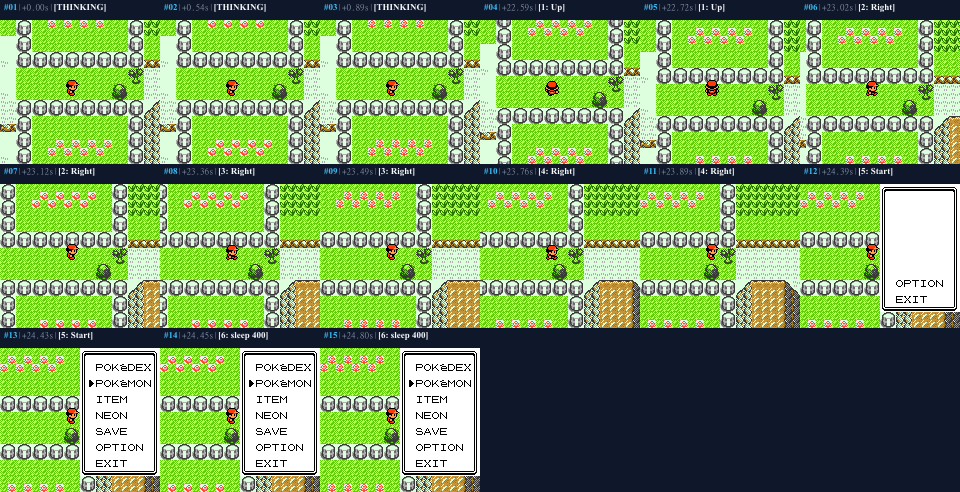 #01 | +0.00s | [THINKING]
#02 | +0.54s | [THINKING]
#03 | +0.89s | [THINKING]
#04 | +22.59s | [1: Up]
#05 | +22.72s | [1: Up]
#06 | +23.02s | [2: Right]
#07 | +23.12s | [2: Right]
#08 | +23.36s | [3: Right]
#09 | +23.49s | [3: Right]
#10 | +23.76s | [4: Right]
#11 | +23.89s | [4: Right]
#12 | +24.39s | [5: Start]
OPTION
EXIT
#13 | +24.43s | [5: Start]
#14 | +24.45s | [6: sleep 400]
#15 | +24.80s | [6: sleep 400]
POKéDEX
▶POKéMON
ITEM
NEON
SAVE
OPTION
EXIT
POKéDEX
▶POKéMON
ITEM
NEON
SAVE
OPTION
EXIT
POKéDEX
▶POKéMON
ITEM
NEON
SAVE
OPTION
EXIT